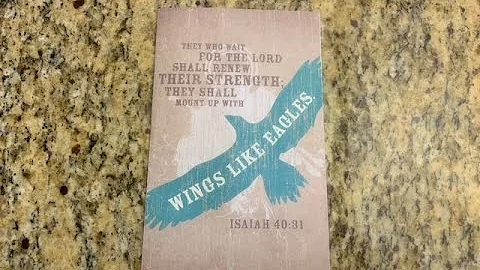 THEY WHO WAIT
FOR THE LORD
SHALL RENEW
THEIR STRENGTH;
THEY SHALL
MOUNT UP WITH
WINGS LIKE EAGLES
ISAIAH 40:31